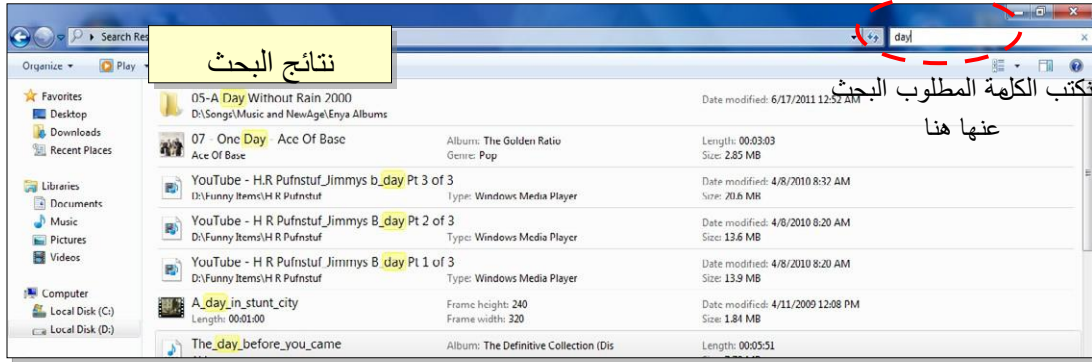 Search Res
day
Organize
Play
نتائج البحث
نكتب الكلمة المطلوب البحث
عنها هنا
Favorites
Desktop
Downloads
Recent Places
Libraries
Documents
Music
Pictures
Videos
Computer
Local Disk (C:)
Local Disk (D:)
05-A Day Without Rain 2000
D:\Songs\Music and NewAge\Enya Albums
Date modified: 6/17/2011 12:52 AM
07 - One Day - Ace Of Base
Ace Of Base
Album: The Golden Ratio
Genre: Pop
Length: 00:03:03
Size: 2.85 MB
YouTube - H.R Pufnstuf_Jimmys b_day Pt 3 of 3
D:\Funny Items\H R Pufnstuf
Type: Windows Media Player
Date modified: 4/8/2010 8:32 AM
Size: 20.6 MB
YouTube - H R Pufnstuf_Jimmys B_day Pt 2 of 3
D:\Funny Items\H R Pufnstuf
Type: Windows Media Player
Date modified: 4/8/2010 8:20 AM
Size: 13.6 MB
YouTube - H R Pufnstuf Jimmys B_day Pt 1 of 3
D:\Funny Items\H R Pufnstuf
Type: Windows Media Player
Date modified: 4/8/2010 8:20 AM
Size: 13.9 MB
A_day_in_stunt_city
Length: 00:01:00
Frame height: 240
Frame width: 320
Date modified: 4/11/2009 12:08 PM
Size: 1.84 MB
The_day_before_you_came
Album: The Definitive Collection (Dis
Length: 00:05:51